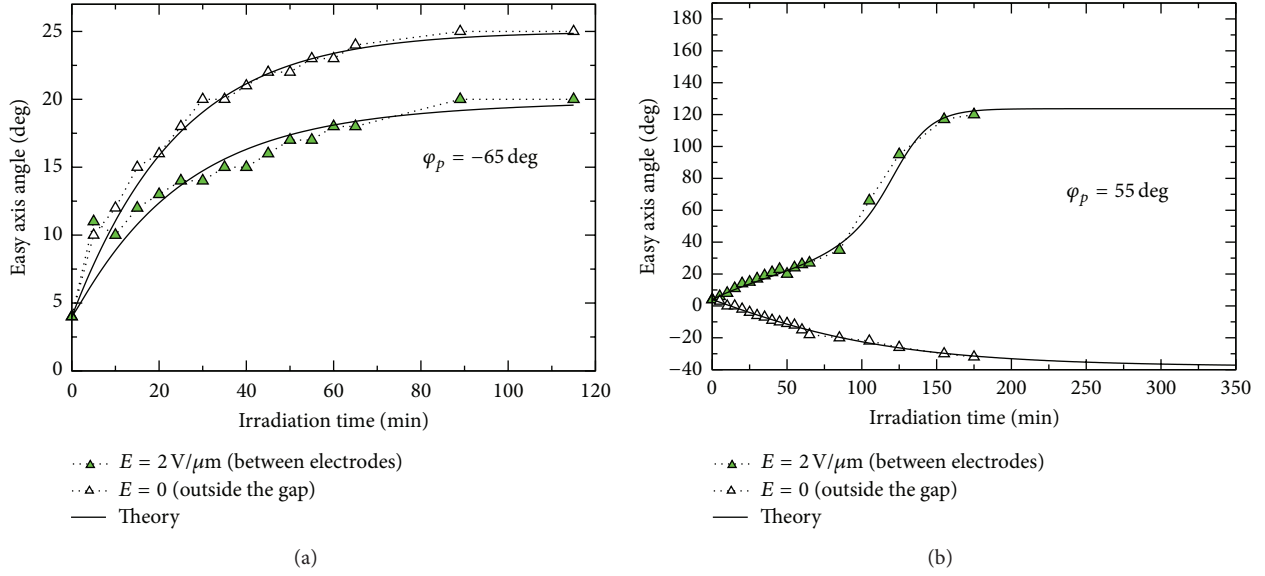 25
20
15
10
5
0
Easy axis angle (deg)
φp = −65 deg
0 20 40 60 80 100 120
Irradiation time (min)
E = 2 V/μm (between electrodes)
E = 0 (outside the gap)
Theory
(a)
180
160
140
120
100
80
60
40
20
0
−20
−40
Easy axis angle (deg)
φp = 55 deg
0 50 100 150 200 250 300 350
Irradiation time (min)
E = 2 V/μm (between electrodes)
E = 0 (outside the gap)
Theory
(b)